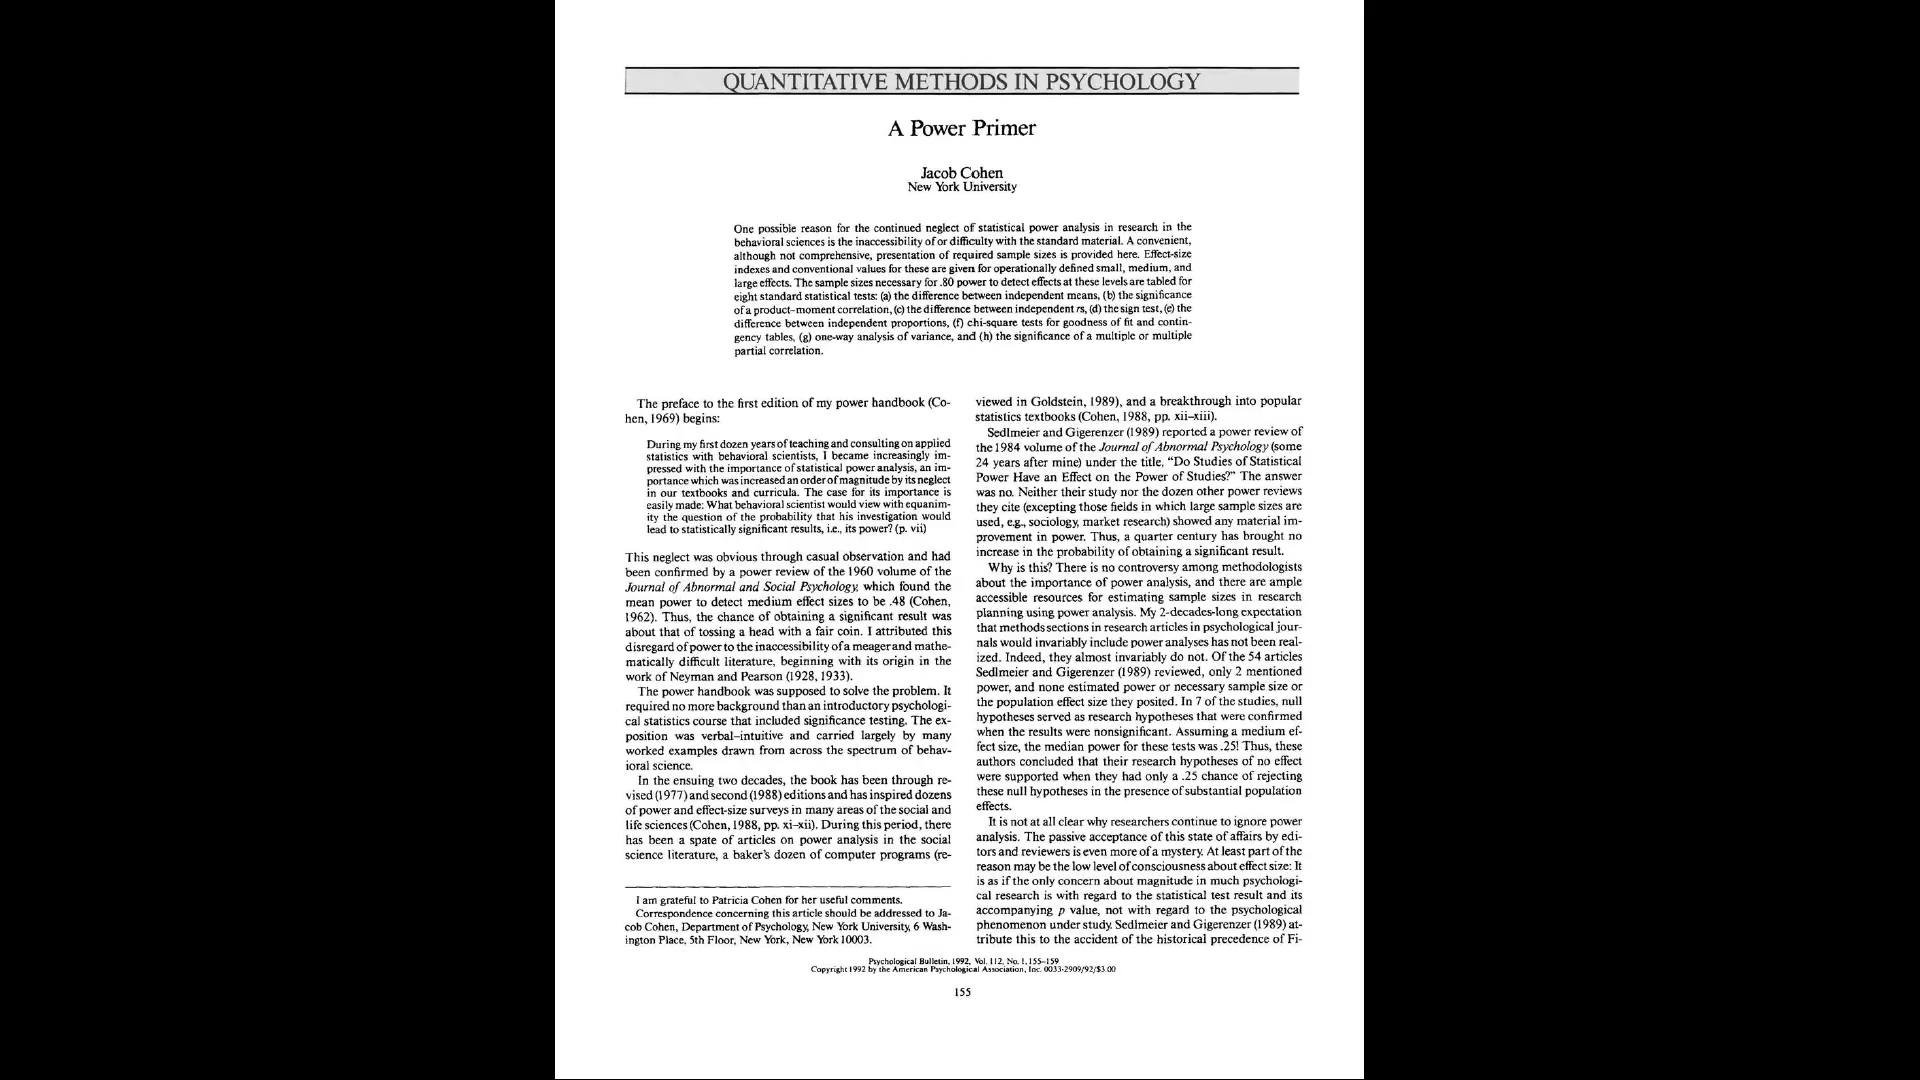 QUANTITATIVE METHODS IN PSYCHOLOGY
A Power Primer
Jacob Cohen
New York University
One possible reason for the continued neglect of statistical power analysis in research in the
behavioral sciences is the inaccessibility of or difficulty with the standard material. A convenient,
although not comprehensive, presentation of required sample sizes is provided here. Effect-size
indexes and conventional values for these are given for operationally defined small, medium, and
large effects. The sample sizes necessary for .80 power to detect effects at these levels are tabled for
eight standard statistical tests: (a) the difference between independent means, (b) the significance
of a product-moment correlation, (c) the difference between independent rs, (d) the sign test, (e) the
difference between independent proportions, (f) chi-square tests for goodness of fit and contin-
gency tables, (g) one-way analysis of variance, and (h) the significance of a multiple or multiple
partial correlation.
The preface to the first edition of my power handbook (Co-
hen, 1969) begins:
During my first dozen years of teaching and consulting on applied
statistics with behavioral scientists, I became increasingly im-
pressed with the importance of statistical power analysis, an im-
portance which was increased an order of magnitude by its neglect
in our textbooks and curricula. The case for its importance is
easily made: What behavioral scientist would view with equanim-
ity the question of the probability that his investigation would
lead to statistically significant results, i.e., its power? (p. vii)
This neglect was obvious through casual observation and had
been confirmed by a power review of the 1960 volume of the
Journal of Abnormal and Social Psychology, which found the
mean power to detect medium effect sizes to be .48 (Cohen,
1962). Thus, the chance of obtaining a significant result was
about that of tossing a head with a fair coin. I attributed this
disregard of power to the inaccessibility of a meager and mathe-
matically difficult literature, beginning with its origin in the
work of Neyman and Pearson (1928, 1933).
The power handbook was supposed to solve the problem. It
required no more background than an introductory psychologi-
cal statistics course that included significance testing. The ex-
position was verbal-intuitive and carried largely by many
worked examples drawn from across the spectrum of behav-
ioral science.
In the ensuing two decades, the book has been through re-
vised (1977) and second (1988) editions and has inspired dozens
of power and effect-size surveys in many areas of the social and
life sciences (Cohen, 1988, pp. xi-xii). During this period, there
has been a spate of articles on power analysis in the social
science literature, a baker's dozen of computer programs (re-
I am grateful to Patricia Cohen for her useful comments.
Correspondence concerning this article should be addressed to Ja-
cob Cohen, Department of Psychology, New York University, 6 Wash-
ington Place, 5th Floor, New York, New York 10003.
viewed in Goldstein, 1989), and a breakthrough into popular
statistics textbooks (Cohen, 1988, pp. xii-xiii).
Sedlmeier and Gigerenzer (1989) reported a power review of
the 1984 volume of the Journal of Abnormal Psychology (some
24 years after mine) under the title, "Do Studies of Statistical
Power Have an Effect on the Power of Studies?" The answer
was no. Neither their study nor the dozen other power reviews
they cite (excepting those fields in which large sample sizes are
used, e.g., sociology, market research) showed any material im-
provement in power. Thus, a quarter century has brought no
increase in the probability of obtaining a significant result.
Why is this? There is no controversy among methodologists
about the importance of power analysis, and there are ample
accessible resources for estimating sample sizes in research
planning using power analysis. My 2-decades-long expectation
that methods sections in research articles in psychological jour-
nals would invariably include power analyses has not been real-
ized. Indeed, they almost invariably do not. Of the 54 articles
Sedlmeier and Gigerenzer (1989) reviewed, only 2 mentioned
power, and none estimated power or necessary sample size or
the population effect size they posited. In 7 of the studies, null
hypotheses served as research hypotheses that were confirmed
when the results were nonsignificant. Assuming a medium ef-
fect size, the median power for these tests was .25! Thus, these
authors concluded that their research hypotheses of no effect
were supported when they had only a .25 chance of rejecting
these null hypotheses in the presence of substantial population
effects.
It is not at all clear why researchers continue to ignore power
analysis. The passive acceptance of this state of affairs by edi-
tors and reviewers is even more of a mystery. At least part of the
reason may be the low level of consciousness about effect size: It
is as if the only concern about magnitude in much psychologi-
cal research is with regard to the statistical test result and its
accompanying p value, not with regard to the psychological
phenomenon under study. Sedlmeier and Gigerenzer (1989) at-
tribute this to the accident of the historical precedence of Fi-
Psychological Bulletin, 1992, Vol. 112, No. 1, 155-159
Copyright 1992 by the American Psychological Association, Inc. 0033-2909/92/$3.00
155